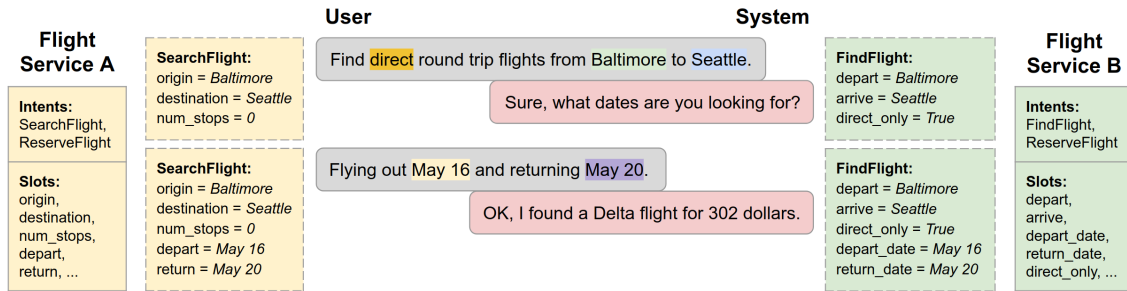 User
System
Flight
Service A
Intents:
SearchFlight,
ReserveFlight
Slots:
origin,
destination,
num_stops,
depart,
return, ...
SearchFlight:
origin = Baltimore
destination = Seattle
num_stops = 0
SearchFlight:
origin = Baltimore
destination = Seattle
num_stops = 0
depart = May 16
return = May 20
Find direct round trip flights from Baltimore to Seattle.
Sure, what dates are you looking for?
Flying out May 16 and returning May 20.
OK, I found a Delta flight for 302 dollars.
FindFlight:
depart = Baltimore
arrive = Seattle
direct_only = True
FindFlight:
depart = Baltimore
arrive = Seattle
direct_only = True
depart_date = May 16
return_date = May 20
Flight
Service B
Intents:
FindFlight,
ReserveFlight
Slots:
depart,
arrive,
depart_date,
return_date,
direct_only, ...